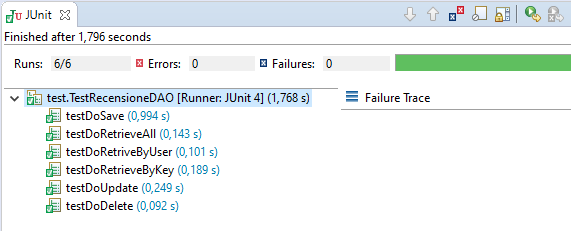 JUnit
Finished after 1,796 seconds
Runs: 6/6 Errors: 0 Failures: 0
test.TestRecensioneDAO [Runner: JUnit 4] (1,768 s)
Failure Trace
testDoSave (0,994 s)
testDoRetrieveAll (0,143 s)
testDoRetriveByUser (0,101 s)
testDoRetrieveByKey (0,189 s)
testDoUpdate (0,249 s)
testDoDelete (0,092 s)